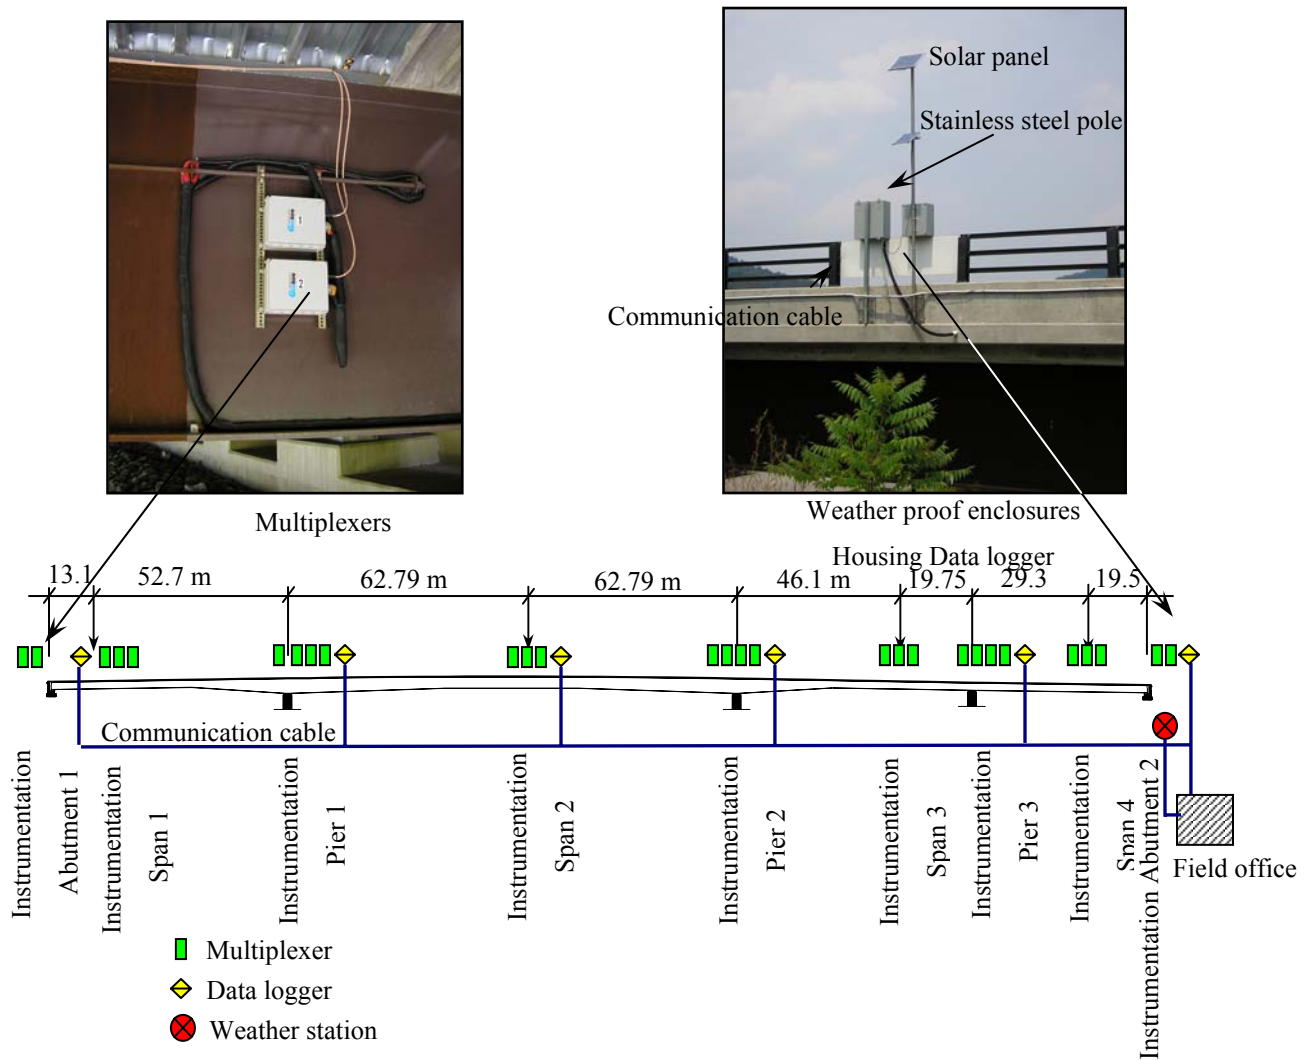 Solar panel
Stainless steel pole
Communication cable
1
2
Multiplexers
Weather proof enclosures
Housing Data logger
13.1
52.7 m
62.79 m
62.79 m
46.1 m
19.75
29.3
19.5
Communication cable
Instrumentation
Abutment 1
Instrumentation
Span 1
Instrumentation
Pier 1
Instrumentation
Span 2
Instrumentation
Pier 2
Instrumentation
Span 3
Instrumentation
Pier 3
Instrumentation
Span 4
Instrumentation Abutment 2
Field office
Multiplexer
Data logger
Weather station